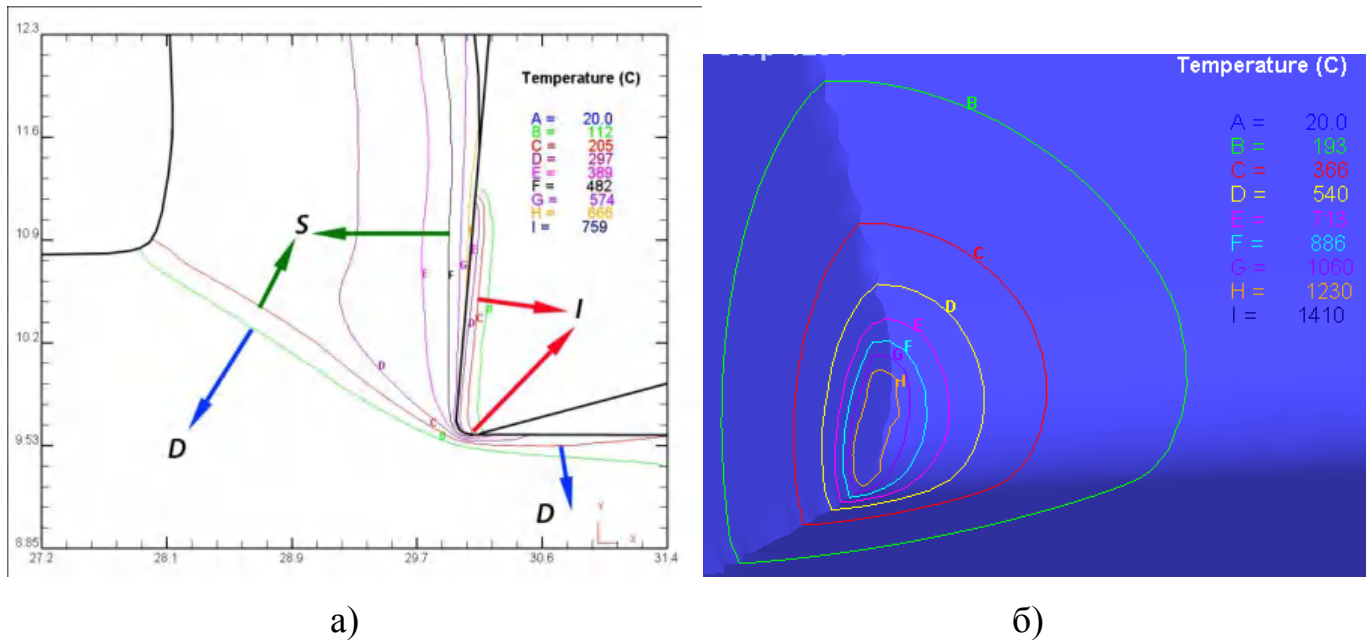 12.3
11.6
10.9
10.2
9.53
8.85
27.2 28.1 28.9 29.7 30.6 31.4
Temperature (C)
A = 20.0
B = 112
C = 205
D = 297
E = 389
F = 482
G = 574
H = 666
I = 759
S
I
D
D
D
C
B
D
E
F
G
E
D
C
B
Y
X
Temperature (C)
A = 20.0
B = 193
C = 366
D = 540
E = 713
F = 886
G = 1060
H = 1230
I = 1410
B
C
D
E
F
G
H
а)
б)